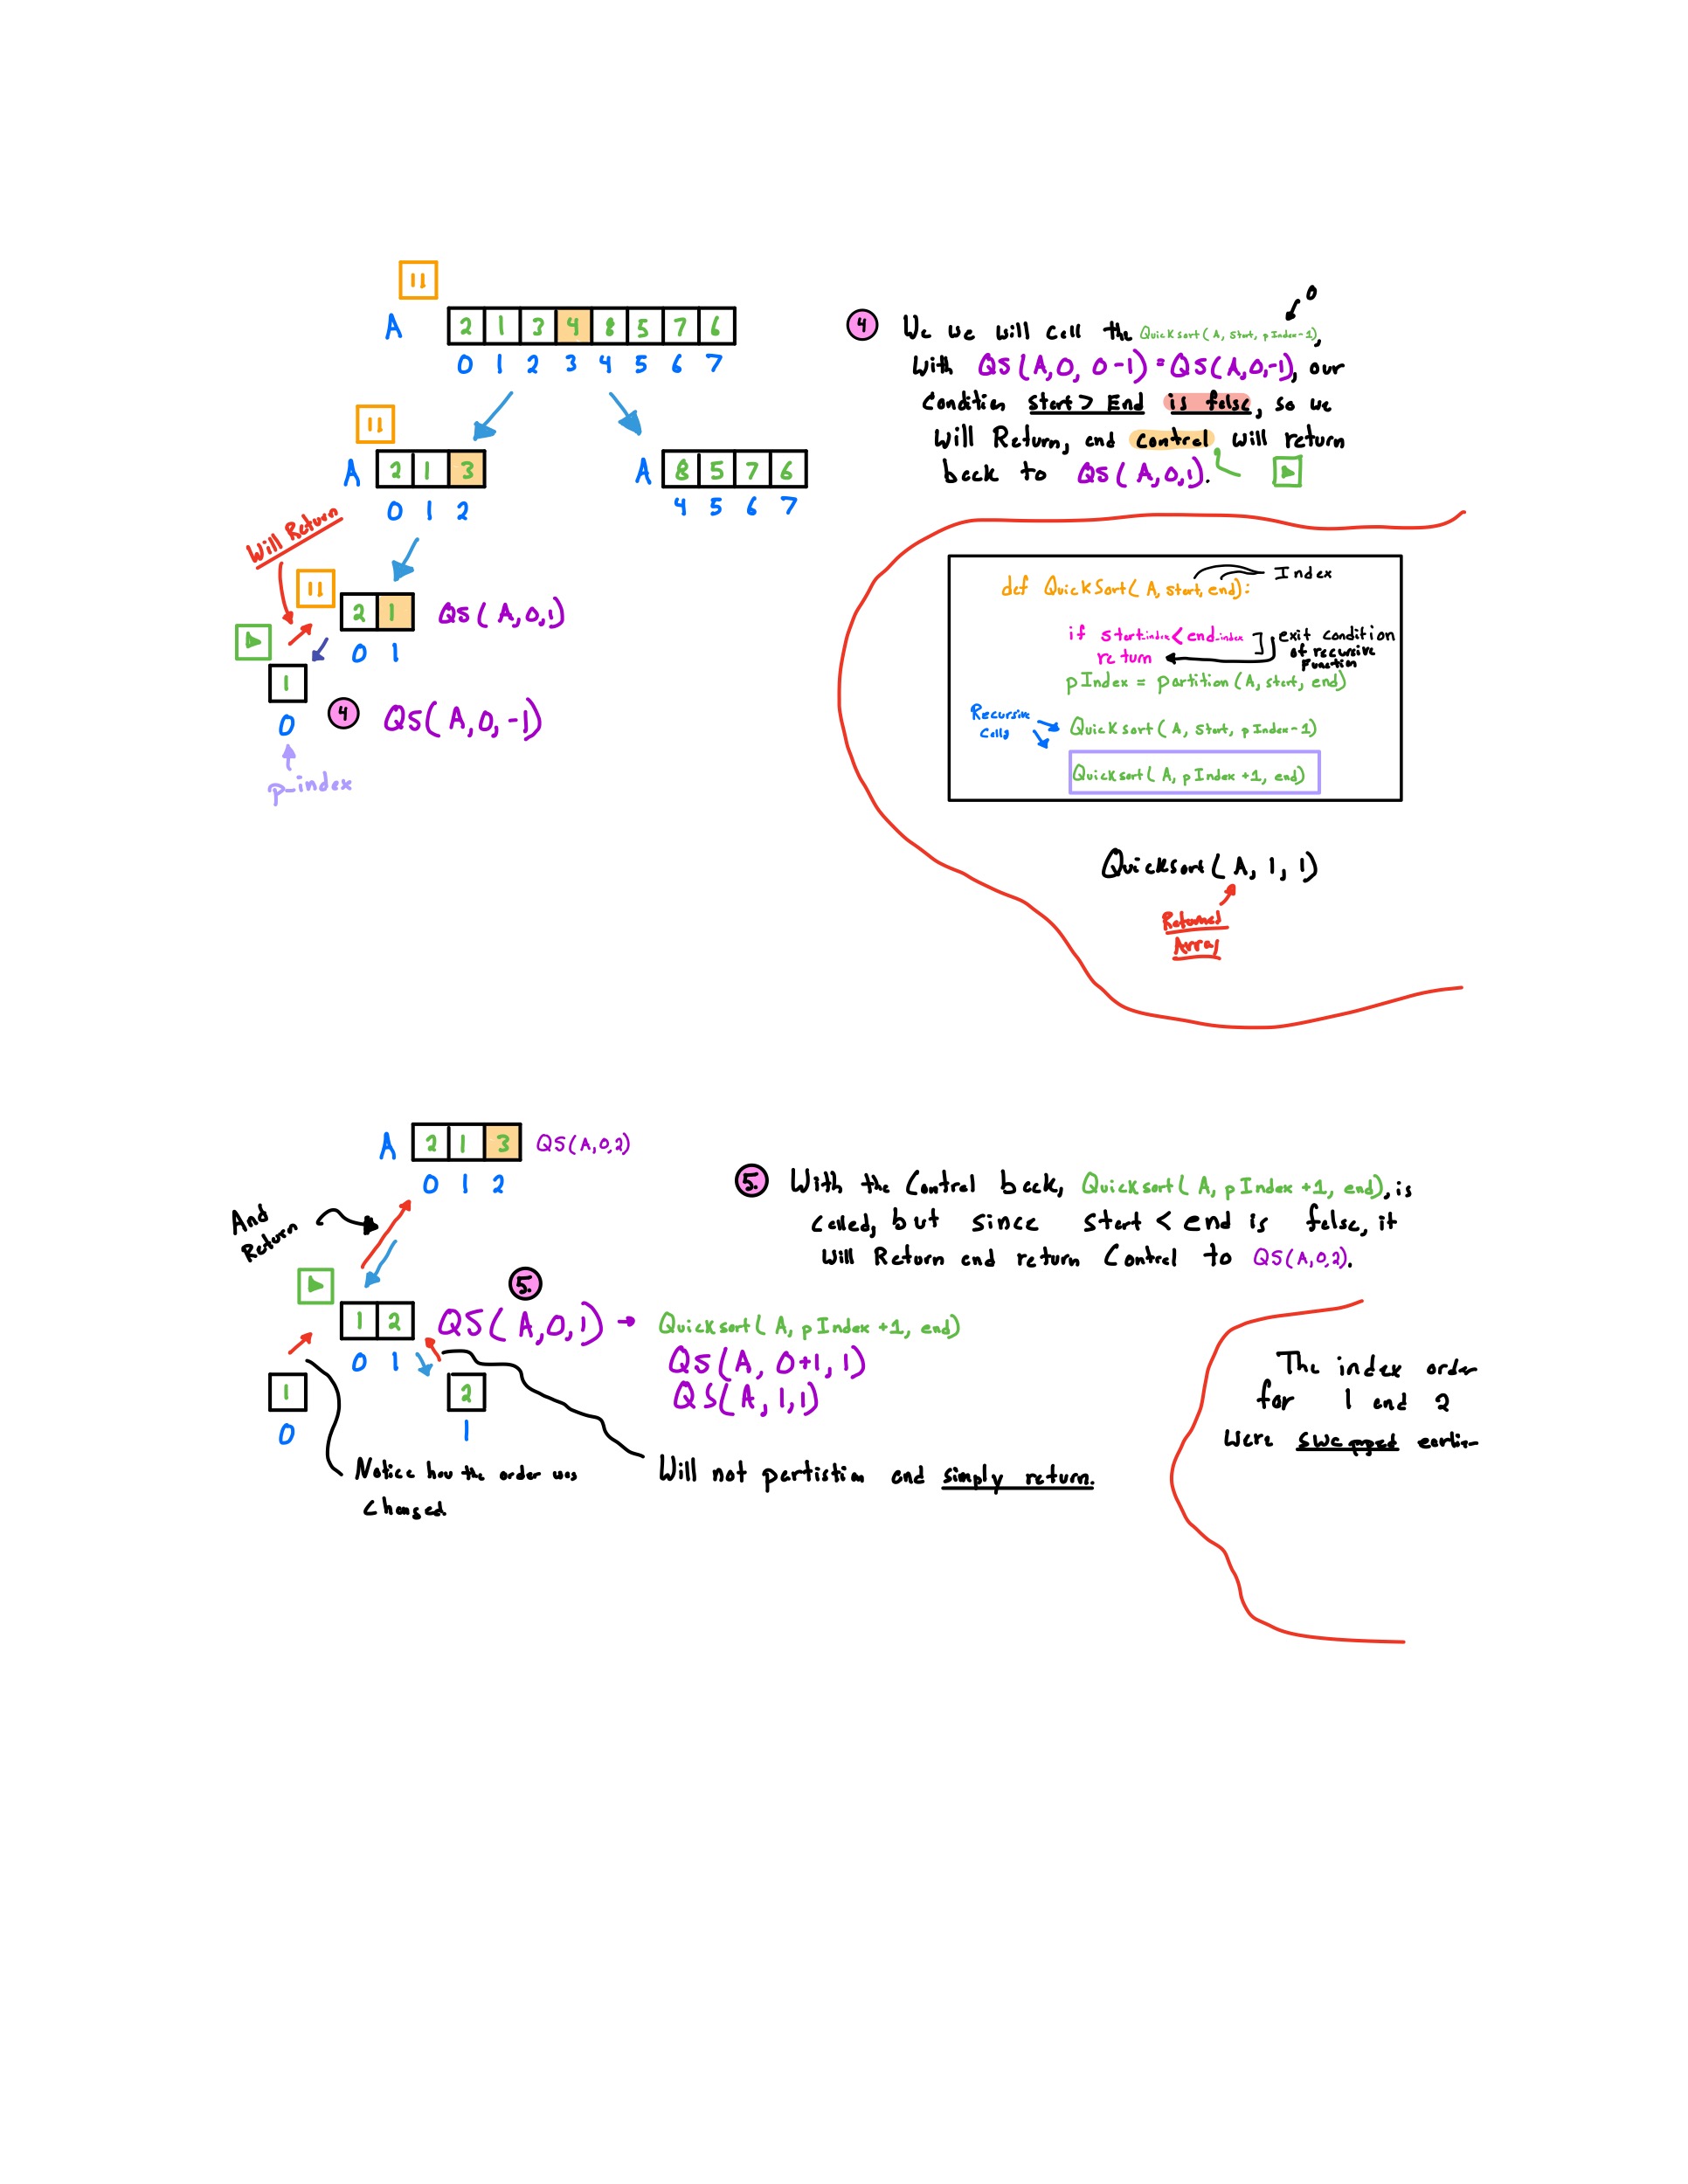 A 2 1 3 4 8 5 7 6
0 1 2 3 4 5 6 7
A 2 1 3
0 1 2
A 8 5 7 6
4 5 6 7
Will Return
2 1 QS(A,0,1)
0 1
1
0
4 QS(A,0,-1)
p_index
0
4 We we will call the Quicksort(A, start, pIndex-1),
With QS(A,0, 0-1) = QS(A,0,-1), our
Condition start > End is false, so we
Will Return, and control will return
back to QS(A,0,1).
def QuickSort(A, start, end): Index
if start_index < end_index exit condition
return of recursive
Function
pIndex = partition(A, start, end)
Recursive
Calls
Quicksort(A, start, pIndex-1)
Quicksort(A, pIndex +1, end)
Quicksort(A, 1, 1)
Returned
Array
A 2 1 3 QS(A,0,2)
0 1 2
And
Return
5.
1 2 QS(A,0,1) → Quicksort(A, pIndex +1, end)
0 1
QS(A, 0+1, 1)
QS(A, 1,1)
1
0
2
1
Notice how the order was
changed.
Will not partistion and simply return.
5. With the Control back, Quicksort(A, pIndex +1, end), is
called, but since start < end is false, it
Will Return and return Control to QS(A,0,2).
The index order
for 1 and 2
were swapped